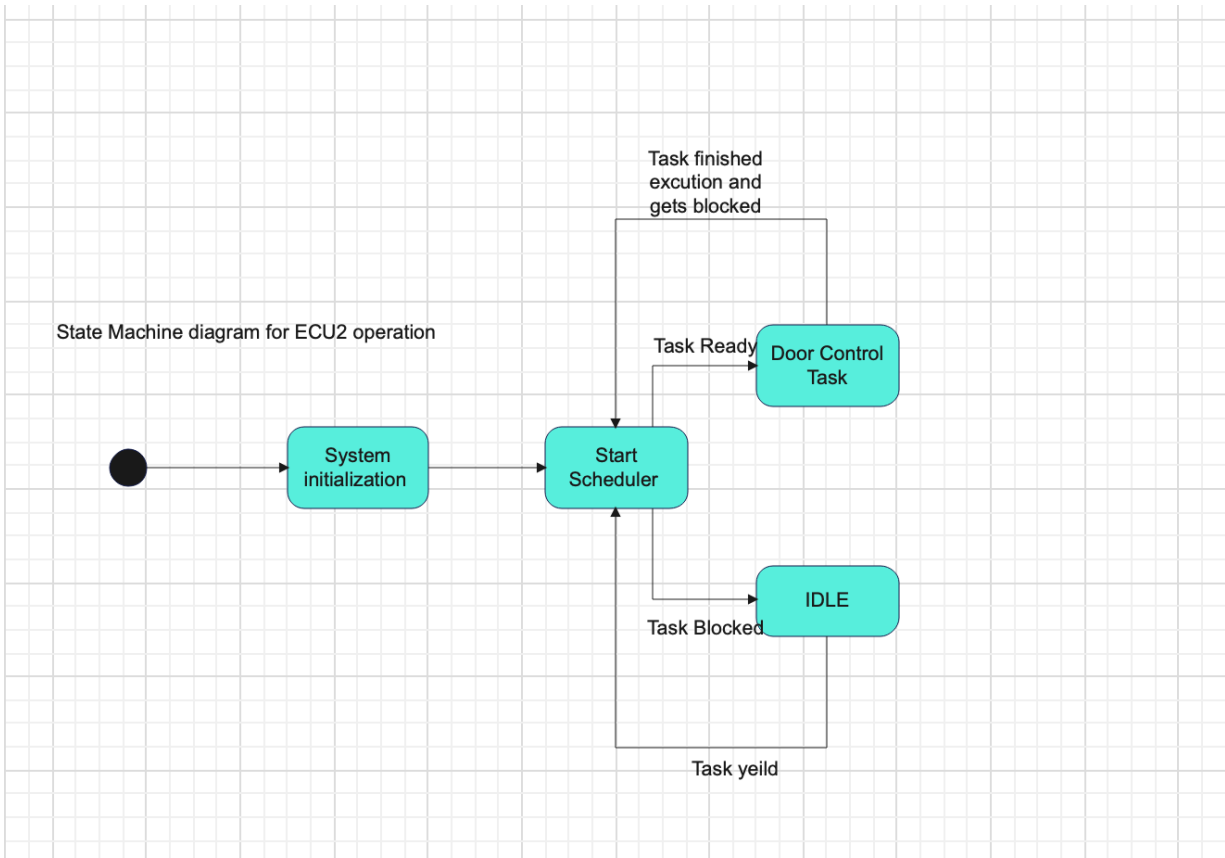 Task finished
excution and
gets blocked
State Machine diagram for ECU2 operation
Task Ready
Door Control
Task
System
initialization
Start
Scheduler
IDLE
Task Blocked
Task yeild